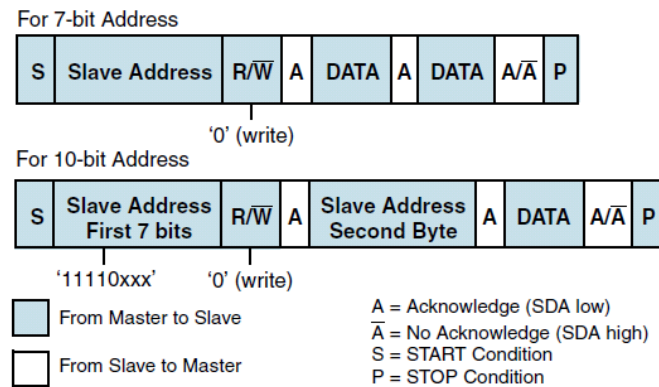 For 7-bit Address
S Slave Address R/W̅ A DATA A DATA A/A̅ P
‘0’ (write)
For 10-bit Address
S Slave Address First 7 bits R/W̅ A Slave Address Second Byte A DATA A/A̅ P
‘11110xxx’ ‘0’ (write)
From Master to Slave
From Slave to Master
A = Acknowledge (SDA low)
A̅ = No Acknowledge (SDA high)
S = START Condition
P = STOP Condition